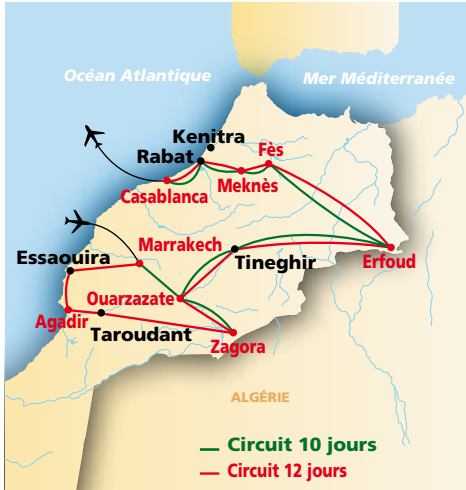 Océan Atlantique
Mer Méditerranée
Kenitra
Rabat
Fès
Meknès
Casablanca
Marrakech
Essaouira
Tineghir
Erfoud
Ouarzazate
Agadir
Taroudant
Zagora
ALGÉRIE
Circuit 10 jours
Circuit 12 jours